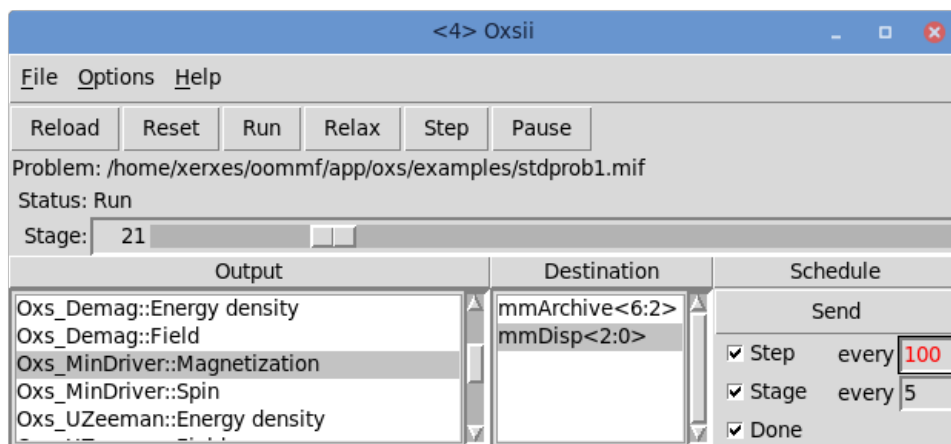 <4> Oxsii
File Options Help
Reload Reset Run Relax Step Pause
Problem: /home/xerxes/oommf/app/oxs/examples/stdprob1.mif
Status: Run
Stage: 21
Output Destination Schedule
Oxs_Demag::Energy density mmArchive<6:2> Send
Oxs_Demag::Field mmDisp<2:0>
Oxs_MinDriver::Magnetization Step every 100
Oxs_MinDriver::Spin Stage every 5
Oxs_UZeeman::Energy density
Done